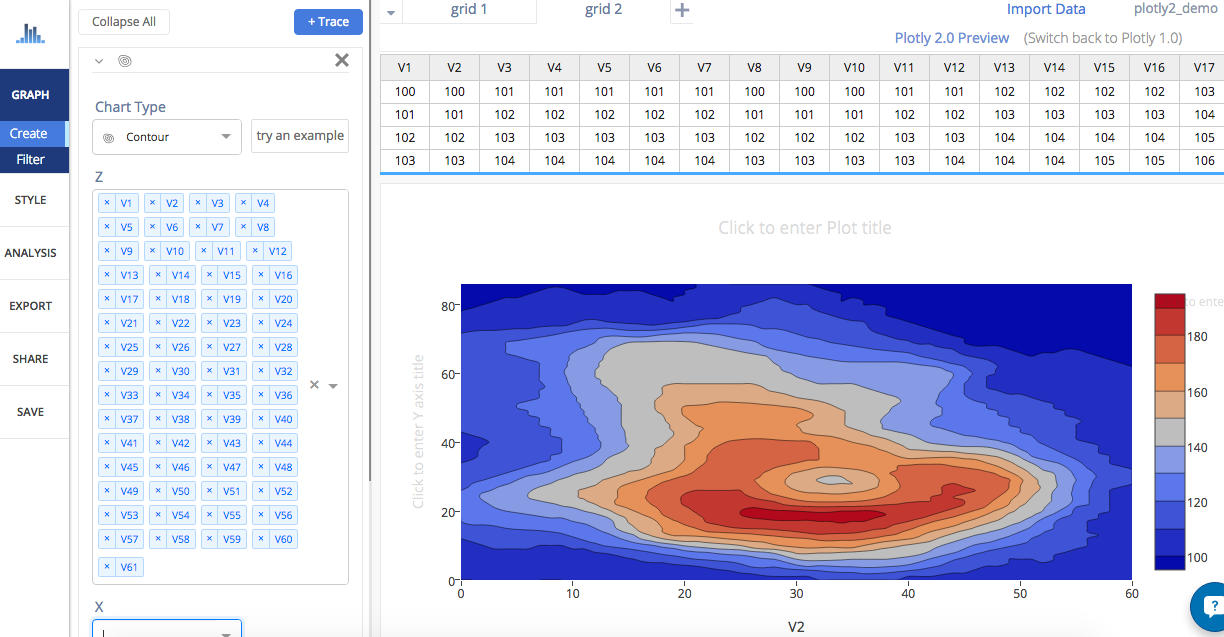 Collapse All
+ Trace
GRAPH
Create
Filter
STYLE
ANALYSIS
EXPORT
SHARE
SAVE
Chart Type
Contour
try an example
Z
× V1 × V2 × V3 × V4
× V5 × V6 × V7 × V8
× V9 × V10 × V11 × V12
× V13 × V14 × V15 × V16
× V17 × V18 × V19 × V20
× V21 × V22 × V23 × V24
× V25 × V26 × V27 × V28
× V29 × V30 × V31 × V32
× V33 × V34 × V35 × V36
× V37 × V38 × V39 × V40
× V41 × V42 × V43 × V44
× V45 × V46 × V47 × V48
× V49 × V50 × V51 × V52
× V53 × V54 × V55 × V56
× V57 × V58 × V59 × V60
× V61
X
grid 1 grid 2 +
Import Data plotly2_demo
Plotly 2.0 Preview (Switch back to Plotly 1.0)
V1 V2 V3 V4 V5 V6 V7 V8 V9 V10 V11 V12 V13 V14 V15 V16 V17
100 100 101 101 101 101 101 100 100 100 101 101 102 102 102 102 103
101 101 102 102 102 102 102 101 101 101 102 102 103 103 103 103 104
102 102 103 103 103 103 103 102 102 102 103 103 104 104 104 104 105
103 103 104 104 104 104 104 103 103 103 103 104 104 104 105 105 106
Click to enter Plot title
Click to enter Y axis title
80
60
40
20
0
0 10 20 30 40 50 60
V2
to ente
180
160
140
120
100
?